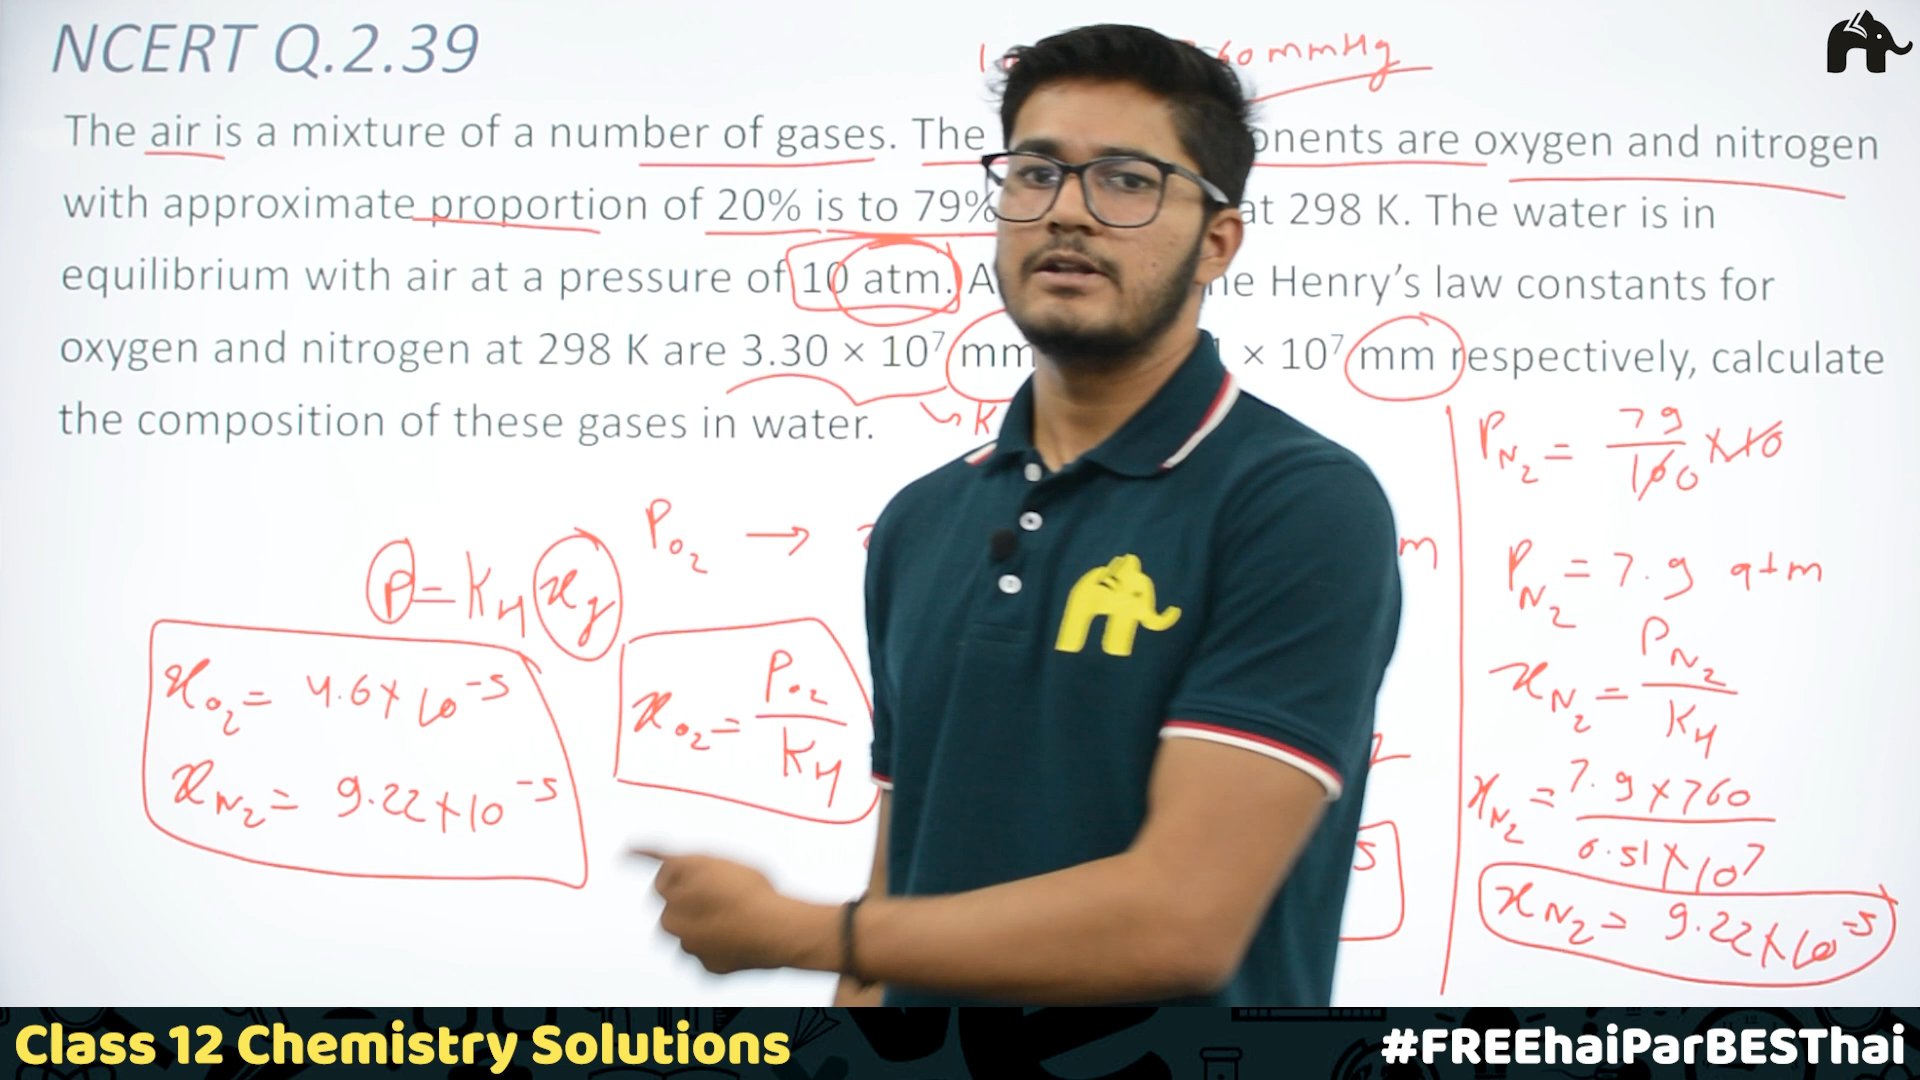 NCERT Q.2.39
mmHg
The air is a mixture of a number of gases. The onents are oxygen and nitrogen
with approximate proportion of 20% is to 79% at 298 K. The water is in
equilibrium with air at a pressure of 10 atm. A he Henry's law constants for
oxygen and nitrogen at 298 K are 3.30 × 10⁷ mm × 10⁷ mm respectively, calculate
the composition of these gases in water.
K
P_O₂ →
m
P = K_H x_g
x_O₂ = 4.6 × 10⁻⁵
x_N₂ = 9.22 × 10⁻⁵
x_O₂ = P_O₂ / K_H
5
P_N₂ = 79/100 × 10
P_N₂ = 7.9 atm
x_N₂ = P_N₂ / K_H
x_N₂ = 7.9 × 760 / 6.51 × 10⁷
x_N₂ = 9.22 × 10⁻⁵
Class 12 Chemistry Solutions
#FREEhaiParBESThai